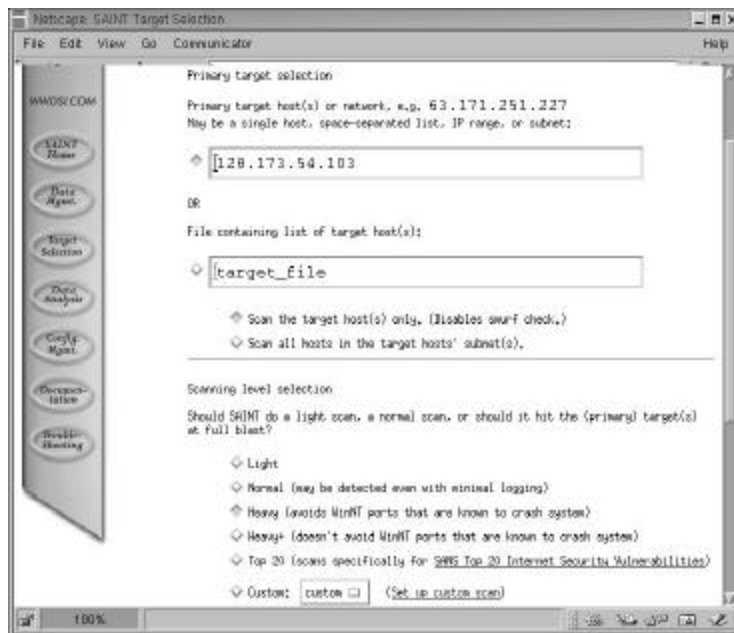 Netscape: SAINT Target Selection
File Edit View Go Communicator Help
WWDSI.COM
SAINT Home
Data Mgmt.
Target Selection
Data Analysis
Config. Mgmt.
Documen-tation
Trouble-shooting
Primary target selection
Primary target host(s) or network, e.g. 63.171.251.227
May be a single host, space-separated list, IP range, or subnet:
128.173.54.103
OR
File containing list of target host(s):
target_file
Scan the target host(s) only. (Disables smurf check.)
Scan all hosts in the target hosts' subnet(s).
Scanning level selection
Should SAINT do a light scan, a normal scan, or should it hit the (primary) target(s)
at full blast?
Light
Normal (may be detected even with minimal logging)
Heavy (avoids WinNT ports that are known to crash system)
Heavy+ (doesn't avoid WinNT ports that are known to crash system)
Top 20 (scans specifically for SANS Top 20 Internet Security Vulnerabilities)
Custom: custom (Set up custom scan)
100%